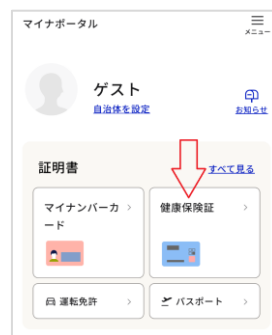 マイナポータル
メニュー
ゲスト
自治体を設定
お知らせ
証明書
すべて見る
マイナンバーカ
ード
健康保険証
運転免許
パスポート